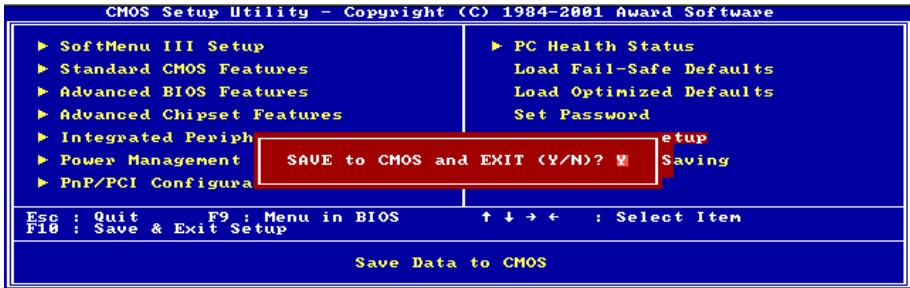 CMOS Setup Utility - Copyright (C) 1984-2001 Award Software
► SoftMenu III Setup
► Standard CMOS Features
► Advanced BIOS Features
► Advanced Chipset Features
► Integrated Periph
► Power Management
► PnP/PCI Configura
► PC Health Status
Load Fail-Safe Defaults
Load Optimized Defaults
Set Password
etup
Saving
SAVE to CMOS and EXIT (Y/N)? Y
Esc : Quit F9 : Menu in BIOS ↑ ↓ → ← : Select Item
F10 : Save & Exit Setup
Save Data to CMOS